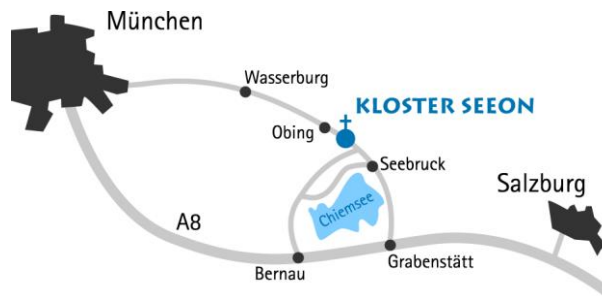 München
Wasserburg
KLOSTER SEEON
Obing
Seebruck
Salzburg
Chiemsee
A8
Grabenstätt
Bernau